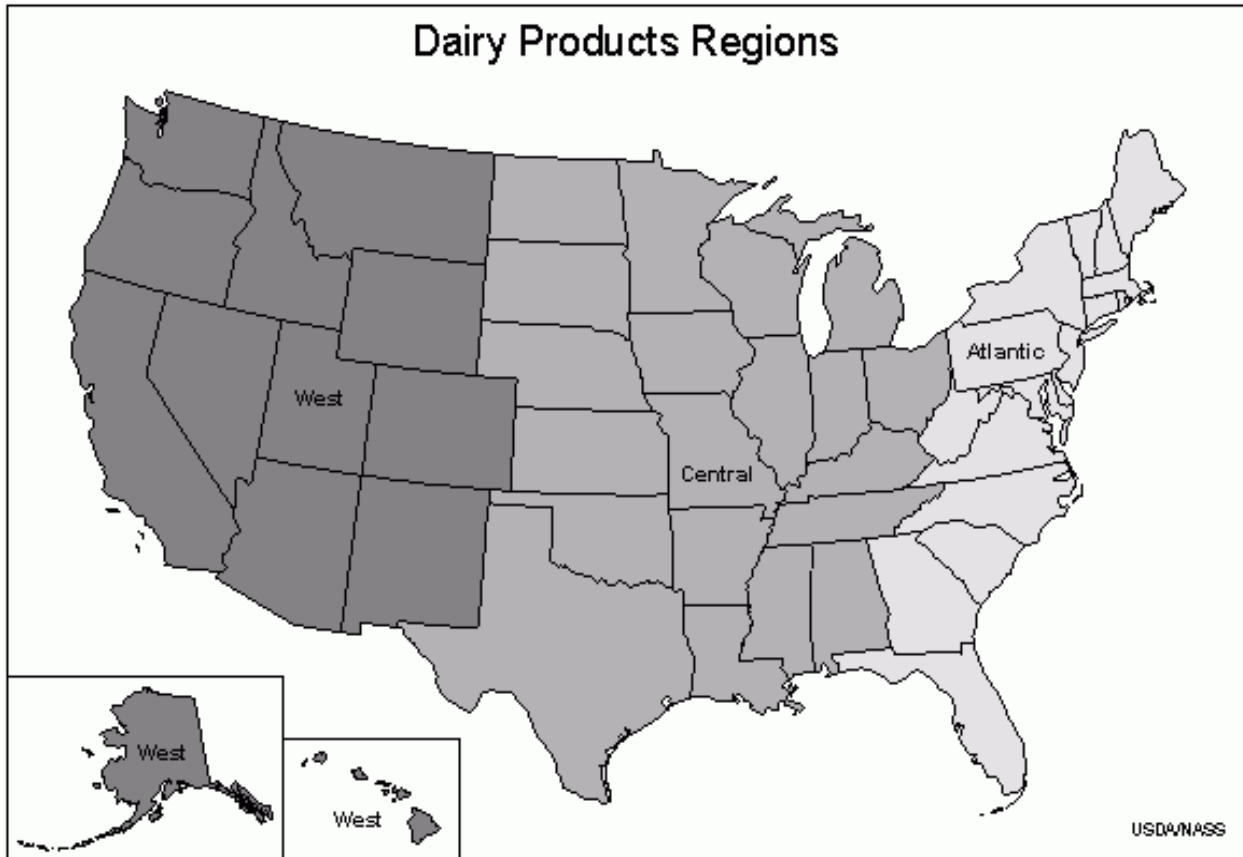 Dairy Products Regions
Atlantic
West
Central
West
West
USDA/NASS